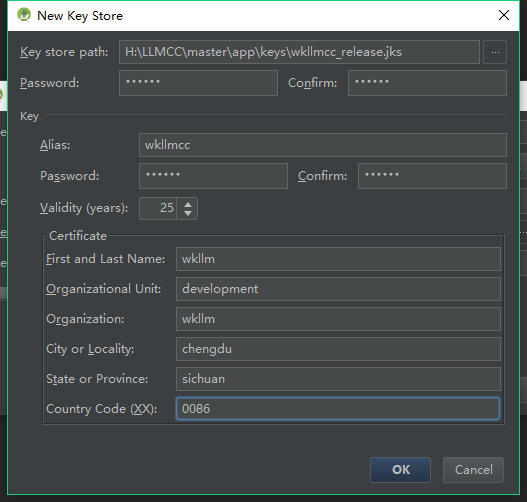 New Key Store
Key store path: H:\LLMCC\master\app\keys\wkllmcc_release.jks ...
Password: •••••• Confirm: ••••••
Key
Alias: wkllmcc
Password: •••••• Confirm: ••••••
Validity (years): 25
Certificate
First and Last Name: wkllm
Organizational Unit: development
Organization: wkllm
City or Locality: chengdu
State or Province: sichuan
Country Code (XX): 0086
OK Cancel